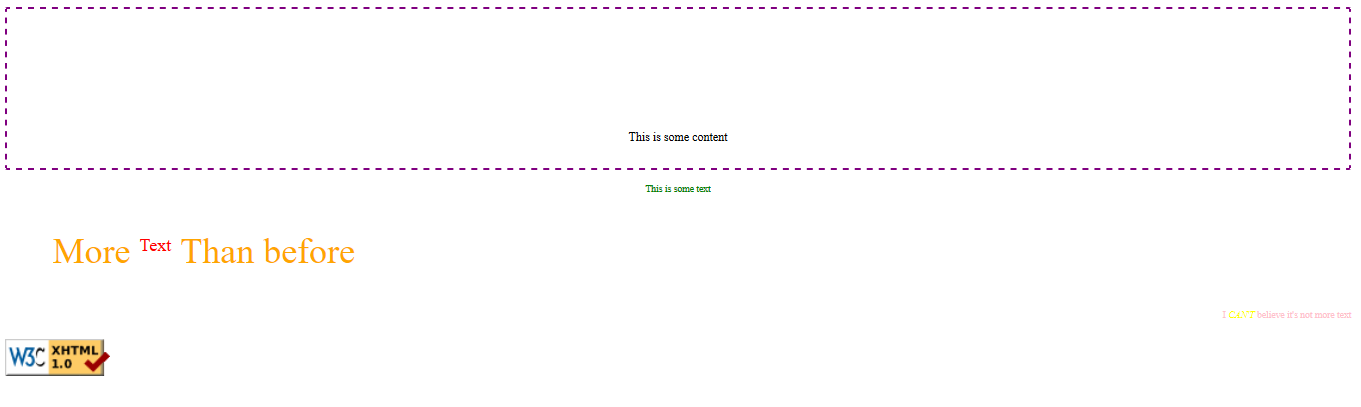 This is some content
This is some text
More Text Than before
I CAN'T believe it's not more text
W3C XHTML 1.0